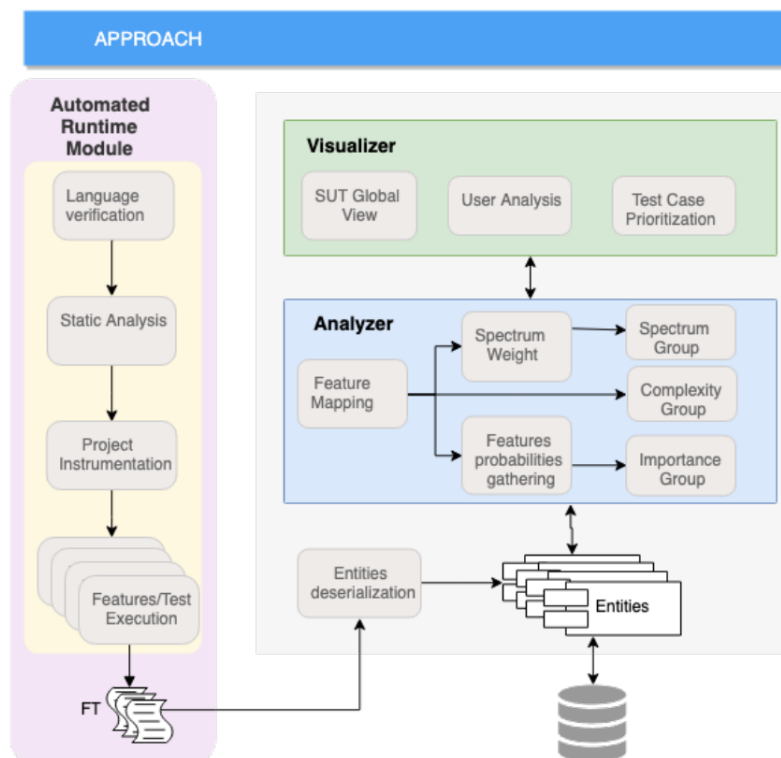 APPROACH
Automated
Runtime
Module
Language
verification
Static Analysis
Project
Instrumentation
Features/Test
Execution
FT
Visualizer
SUT Global
View
User Analysis
Test Case
Prioritization
Analyzer
Feature
Mapping
Spectrum
Weight
Spectrum
Group
Complexity
Group
Features
probabilities
gathering
Importance
Group
Entities
deserialization
Entities